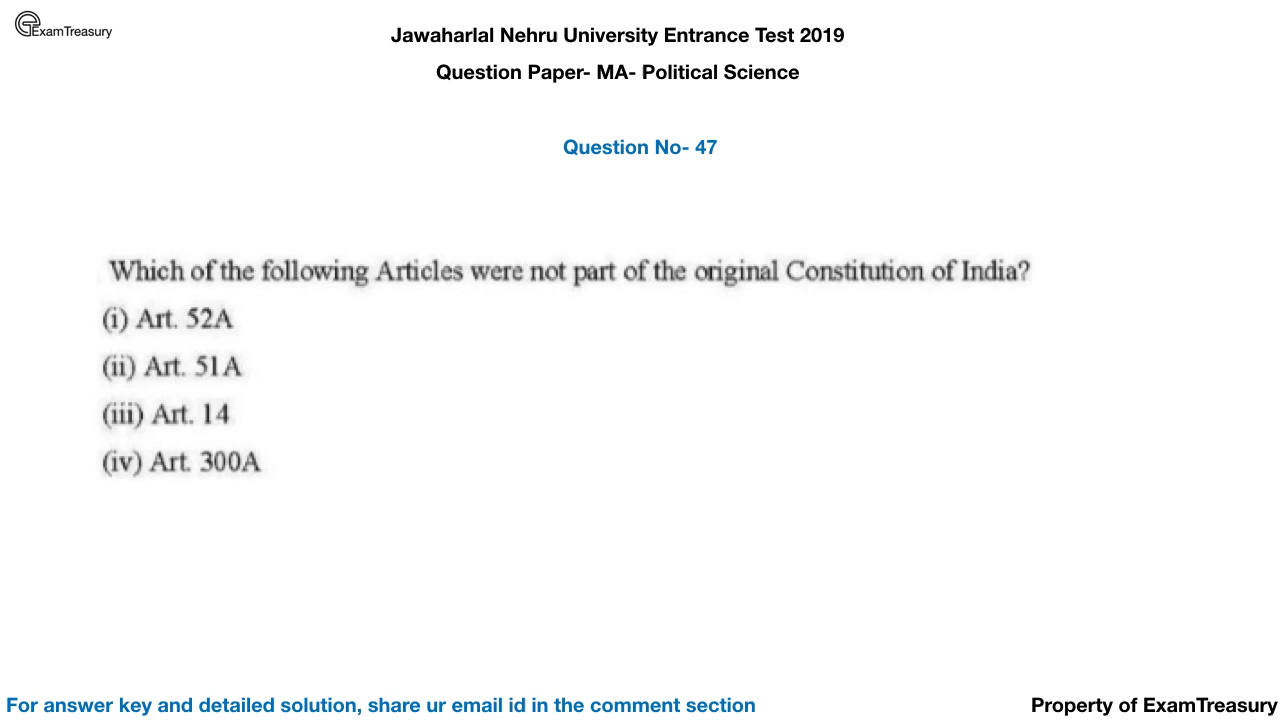 ExamTreasury
Jawaharlal Nehru University Entrance Test 2019
Question Paper- MA- Political Science
Question No- 47
Which of the following Articles were not part of the original Constitution of India?
(i) Art. 52A
(ii) Art. 51A
(iii) Art. 14
(iv) Art. 300A
For answer key and detailed solution, share ur email id in the comment section
Property of ExamTreasury